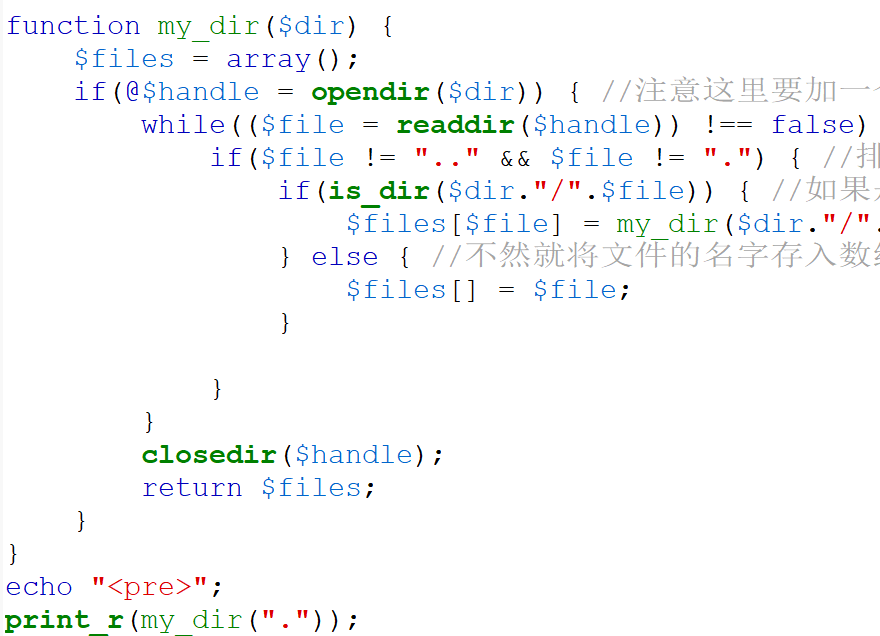 function my_dir($dir) {
    $files = array();
    if(@$handle = opendir($dir)) { //注意这里要加一个
        while(($file = readdir($handle)) !== false)
            if($file != ".." && $file != ".") { //排
                if(is_dir($dir."/".$file)) { //如果
                    $files[$file] = my_dir($dir."/".
                } else { //不然就将文件的名字存入数组
                    $files[] = $file;
                }
            }
        }
        closedir($handle);
        return $files;
    }
}
echo "<pre>";
print_r(my_dir("."));